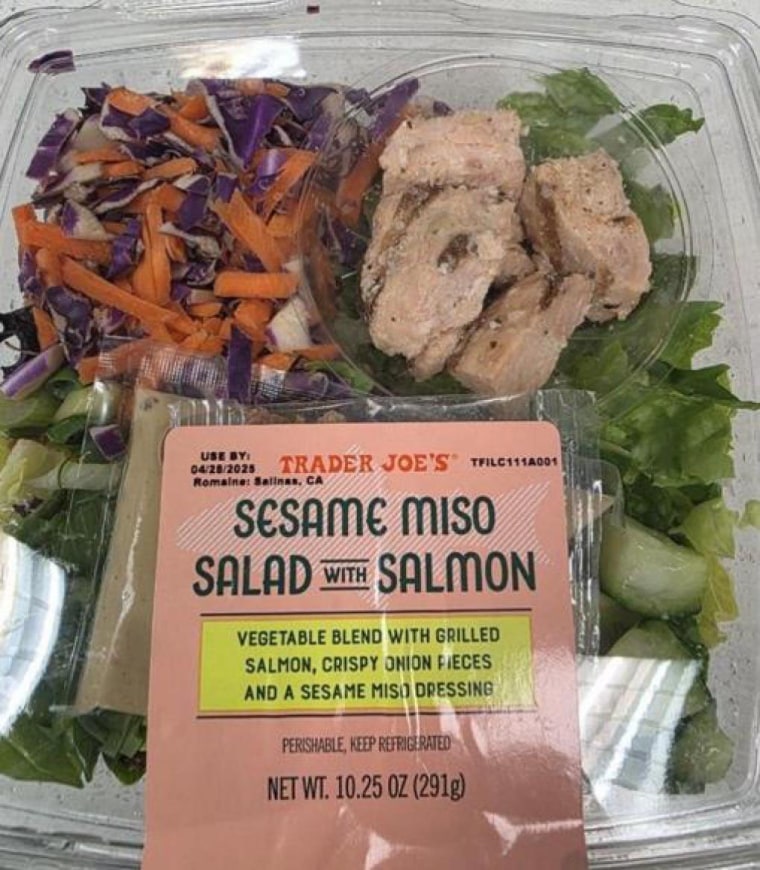 USE BY:
04/28/2025
Romaine: Salinas, CA
TRADER JOE'S®
TFILC111A001
SESAME MISO
SALAD WITH SALMON
VEGETABLE BLEND WITH GRILLED
SALMON, CRISPY ONION PIECES
AND A SESAME MISO DRESSING
PERISHABLE, KEEP REFRIGERATED
NET WT. 10.25 OZ (291g)